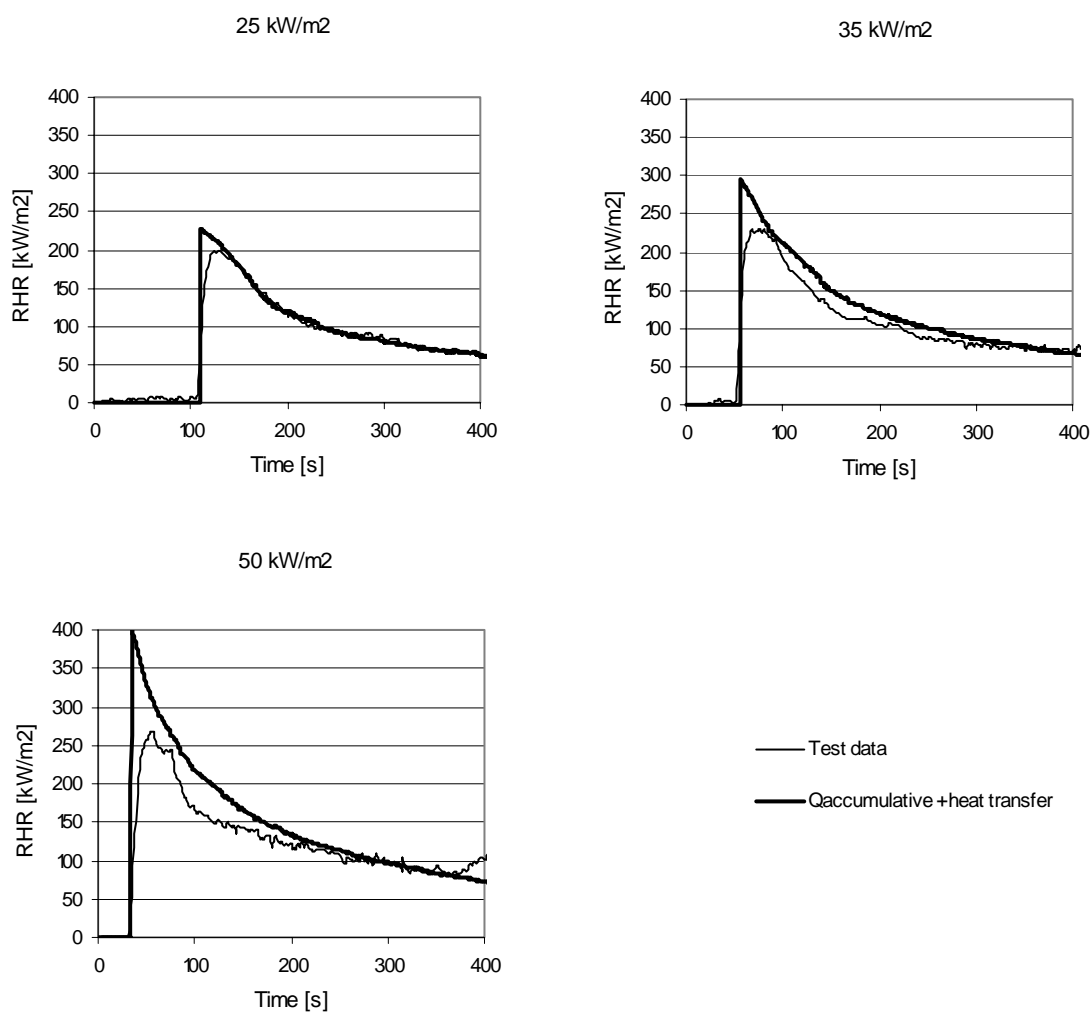 25 kW/m2
400
350
300
250
200
150
100
50
0
RHR [kW/m2]
0 100 200 300 400
Time [s]
35 kW/m2
400
350
300
250
200
150
100
50
0
RHR [kW/m2]
0 100 200 300 400
Time [s]
50 kW/m2
400
350
300
250
200
150
100
50
0
RHR [kW/m2]
0 100 200 300 400
Time [s]
Test data
Qaccumulative +heat transfer